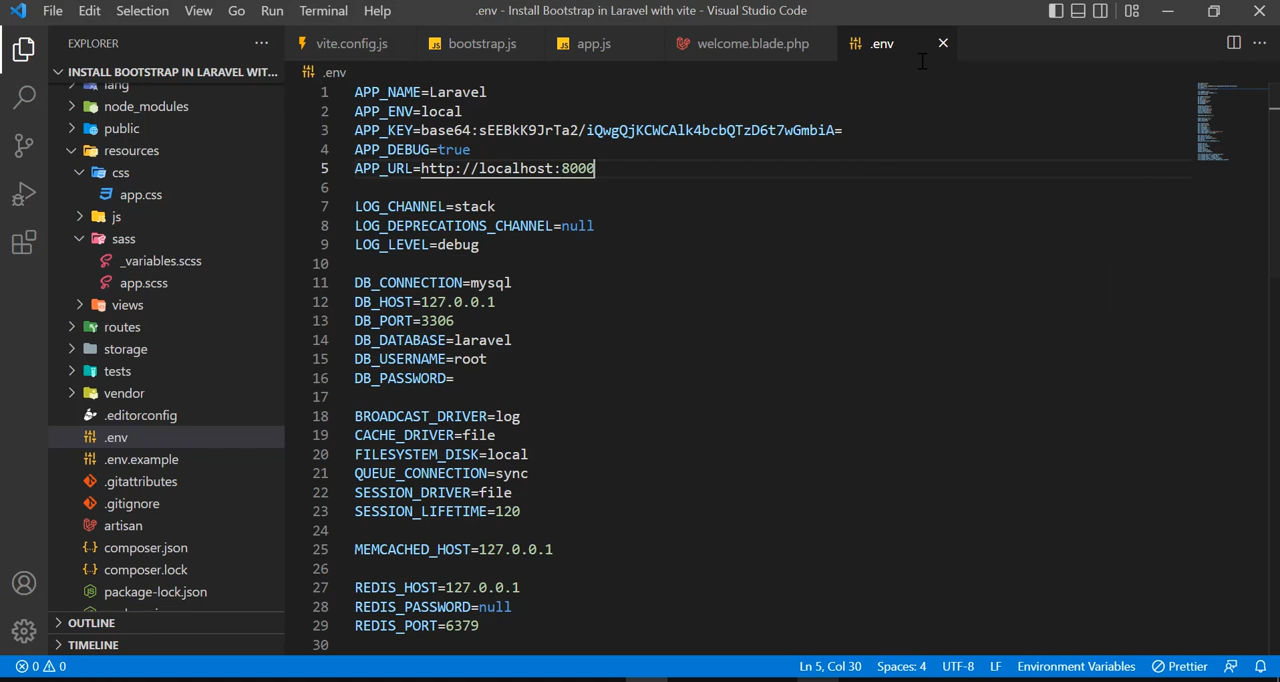 File Edit Selection View Go Run Terminal Help .env - Install Bootstrap in Laravel with vite - Visual Studio Code
EXPLORER
vite.config.js bootstrap.js app.js welcome.blade.php .env
INSTALL BOOTSTRAP IN LARAVEL WIT...
.env
lang
node_modules
public
resources
css
app.css
js
sass
_variables.scss
app.scss
views
routes
storage
tests
vendor
.editorconfig
.env
.env.example
.gitattributes
.gitignore
artisan
composer.json
composer.lock
package-lock.json
OUTLINE
TIMELINE
1 APP_NAME=Laravel
2 APP_ENV=local
3 APP_KEY=base64:sEEBkK9JrTa2/iQwgQjKCWCAlk4bcbQTzD6t7wGmbiA=
4 APP_DEBUG=true
5 APP_URL=http://localhost:8000
6
7 LOG_CHANNEL=stack
8 LOG_DEPRECATIONS_CHANNEL=null
9 LOG_LEVEL=debug
10
11 DB_CONNECTION=mysql
12 DB_HOST=127.0.0.1
13 DB_PORT=3306
14 DB_DATABASE=laravel
15 DB_USERNAME=root
16 DB_PASSWORD=
17
18 BROADCAST_DRIVER=log
19 CACHE_DRIVER=file
20 FILESYSTEM_DISK=local
21 QUEUE_CONNECTION=sync
22 SESSION_DRIVER=file
23 SESSION_LIFETIME=120
24
25 MEMCACHED_HOST=127.0.0.1
26
27 REDIS_HOST=127.0.0.1
28 REDIS_PASSWORD=null
29 REDIS_PORT=6379
30
0 0 Ln 5, Col 30 Spaces: 4 UTF-8 LF Environment Variables Prettier